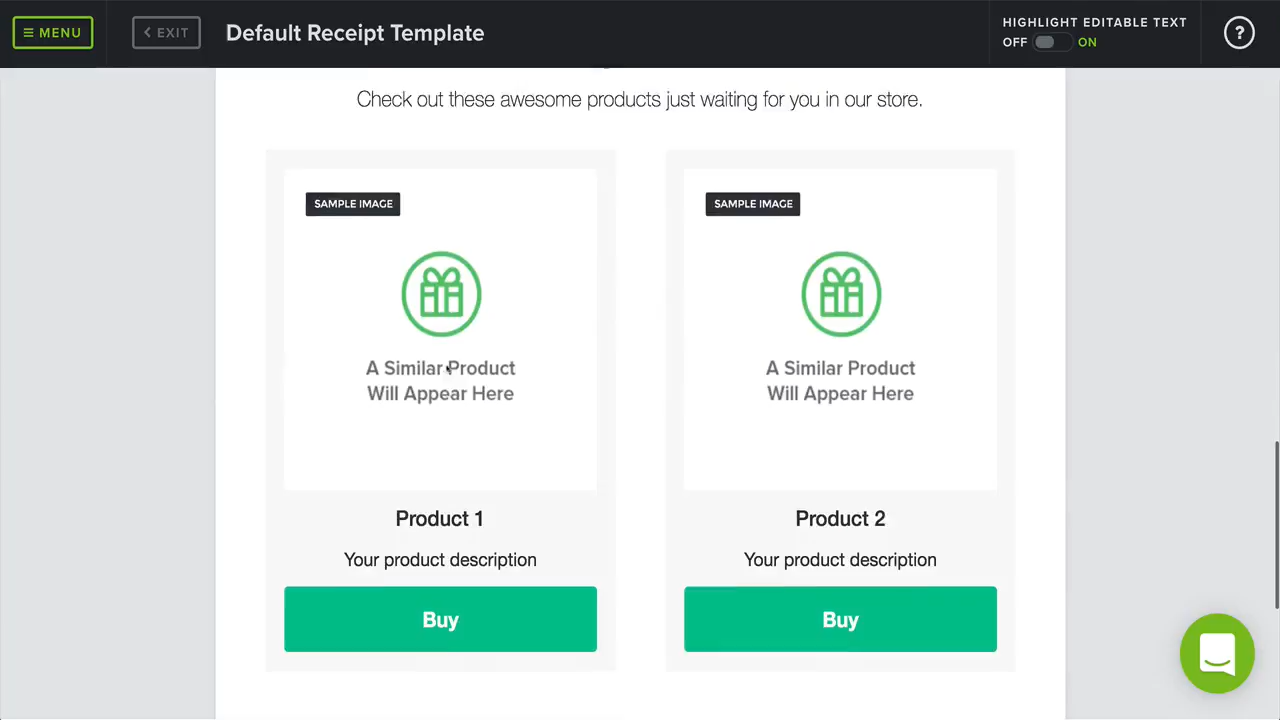 MENU
EXIT
Default Receipt Template
HIGHLIGHT EDITABLE TEXT
OFF ON
?
Check out these awesome products just waiting for you in our store.
SAMPLE IMAGE
A Similar Product
Will Appear Here
Product 1
Your product description
Buy
SAMPLE IMAGE
A Similar Product
Will Appear Here
Product 2
Your product description
Buy